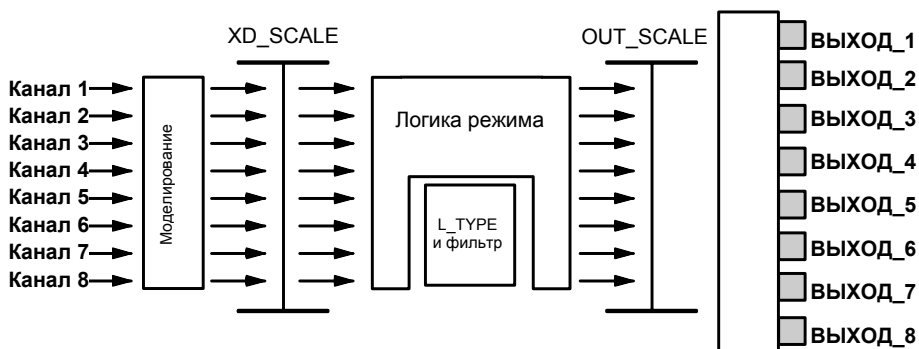 XD_SCALE
OUT_SCALE
Канал 1
Канал 2
Канал 3
Канал 4
Канал 5
Канал 6
Канал 7
Канал 8
Моделирование
Логика режима
L_TYPE
и фильтр
ВЫХОД_1
ВЫХОД_2
ВЫХОД_3
ВЫХОД_4
ВЫХОД_5
ВЫХОД_6
ВЫХОД_7
ВЫХОД_8